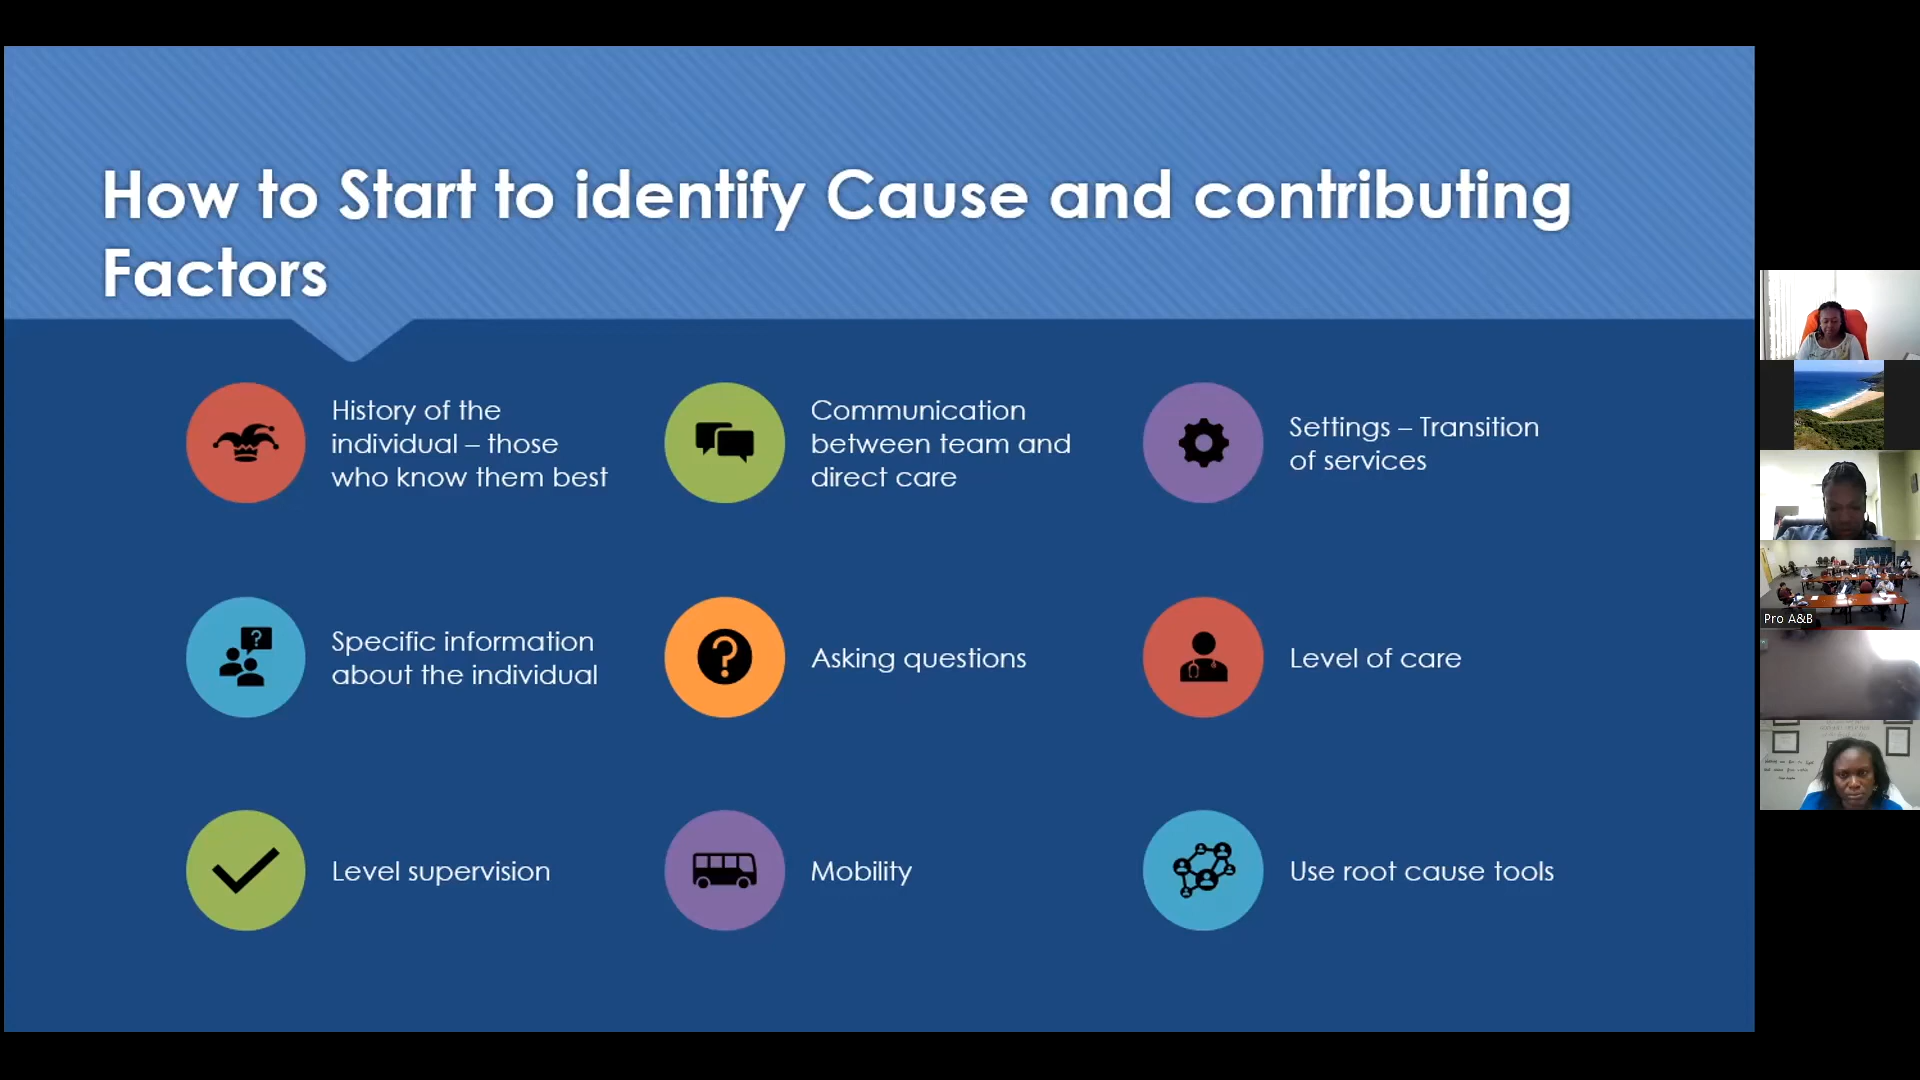 How to Start to identify Cause and contributing
Factors
History of the
individual – those
who know them best
Communication
between team and
direct care
Settings – Transition
of services
Specific information
about the individual
Asking questions
Level of care
Level supervision
Mobility
Use root cause tools
Pro A&B